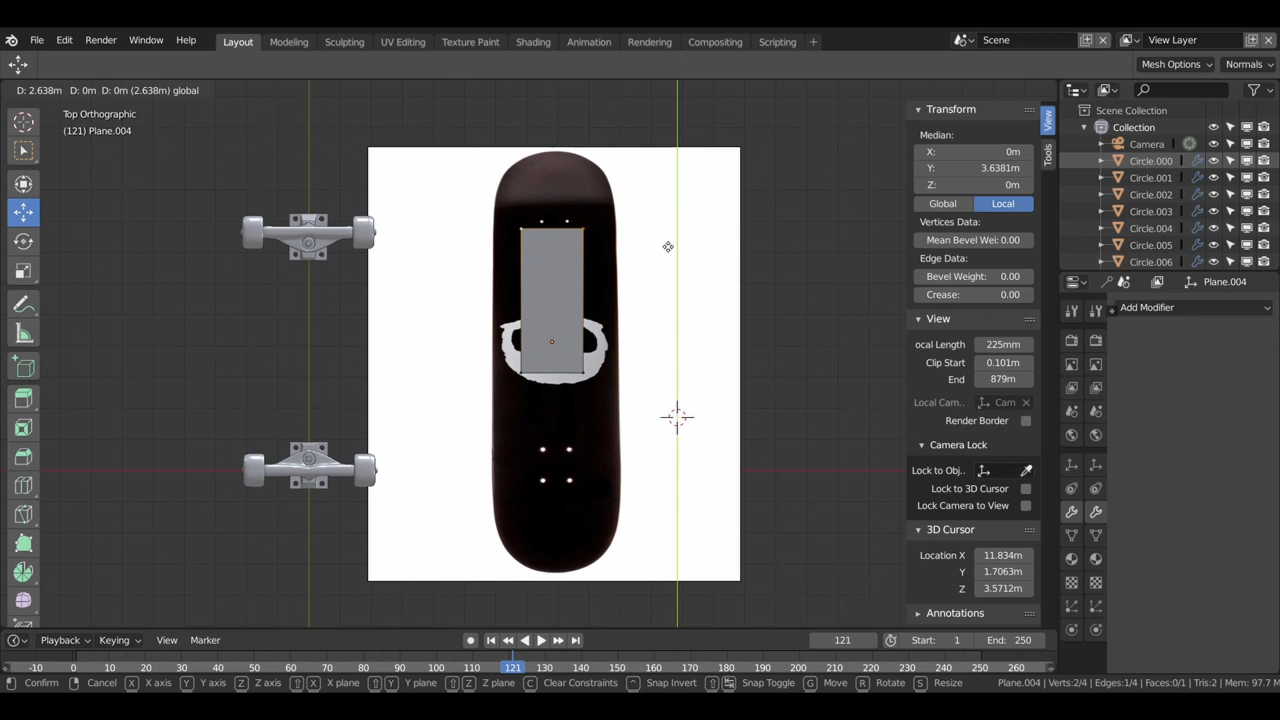 File Edit Render Window Help Layout Modeling Sculpting UV Editing Texture Paint Shading Animation Rendering Compositing Scripting + Scene View Layer
Mesh Options Normals
D: 2.638m D: 0m D: 0m (2.638m) global
Top Orthographic
(121) Plane.004
Transform
Median:
X: 0m
Y: 3.6381m
Z: 0m
Global Local
Vertices Data:
Mean Bevel Wei: 0.00
Edge Data:
Bevel Weight: 0.00
Crease: 0.00
View
ocal Length 225mm
Clip Start 0.101m
End 879m
Local Cam.. Cam
Render Border
Camera Lock
Lock to Obj..
Lock to 3D Cursor
Lock Camera to View
3D Cursor
Location X 11.834m
Y 1.7063m
Z 3.5712m
Annotations
View
Tools
Scene Collection
Collection
Camera
Circle.000
Circle.001
Circle.002
Circle.003
Circle.004
Circle.005
Circle.006
Plane.004
Add Modifier
Playback Keying View Marker 121 Start: 1 End: 250
-10 0 10 20 30 40 50 60 70 80 90 100 110 121 130 140 150 160 170 180 190 200 210 220 230 240 250 260
Confirm Cancel X X axis Y Y axis Z Z axis X X plane Y Y plane Z Z plane C Clear Constraints Snap Invert Snap Toggle G Move R Rotate S Resize Plane.004 | Verts:2/4 | Edges:1/4 | Faces:0/1 | Tris:2 | Mem: 97.7 M